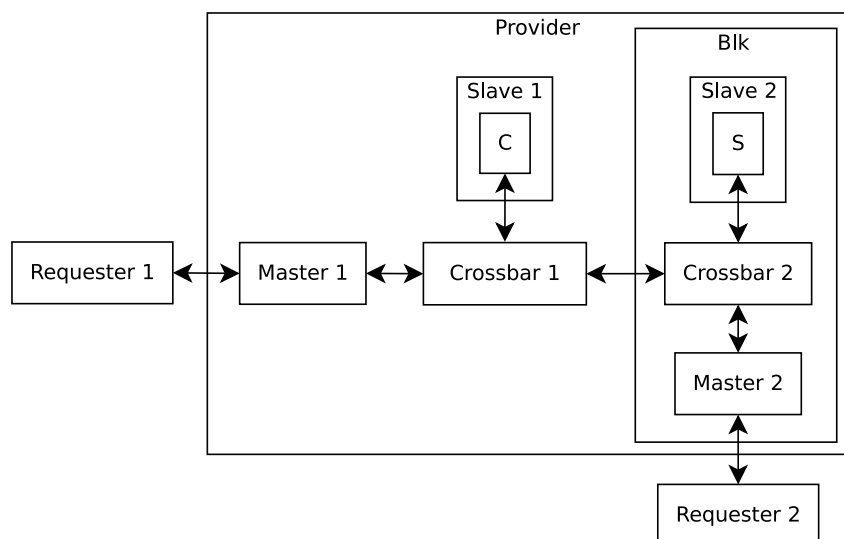 Provider
Blk
Slave 1
Slave 2
C
S
Requester 1
Master 1
Crossbar 1
Crossbar 2
Master 2
Requester 2